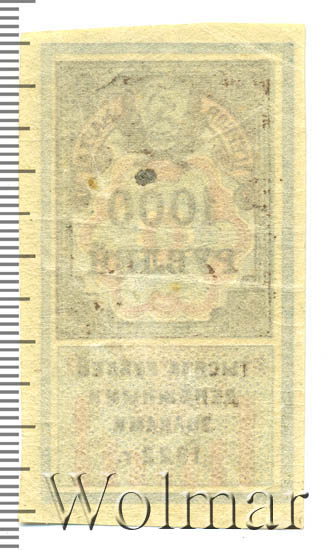 1000
РУБЛЕЙ
ТЫСЯЧА РУБЛЕЙ
ДЕНЕЖНЫМИ
ЗНАКАМИ
1922 г.
Wolmar